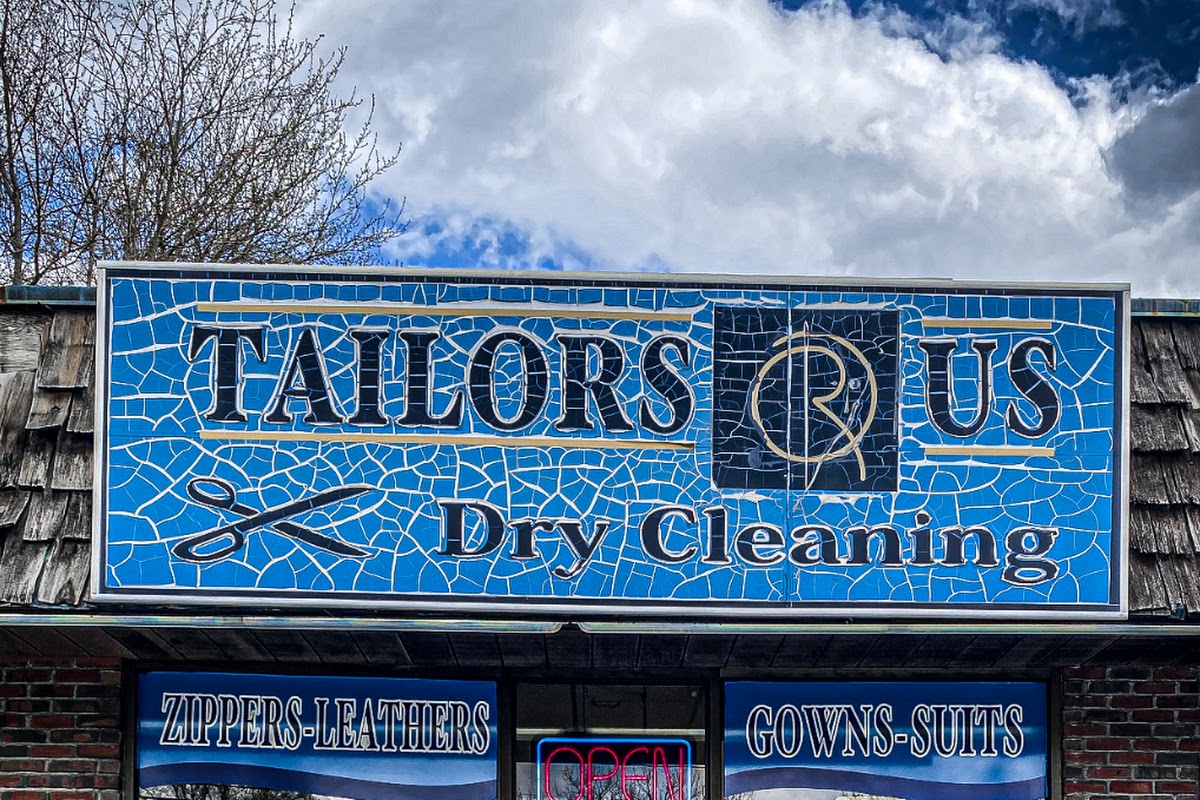 TAILORS R US
Dry Cleaning
ZIPPERS-LEATHERS
OPEN
GOWNS-SUITS